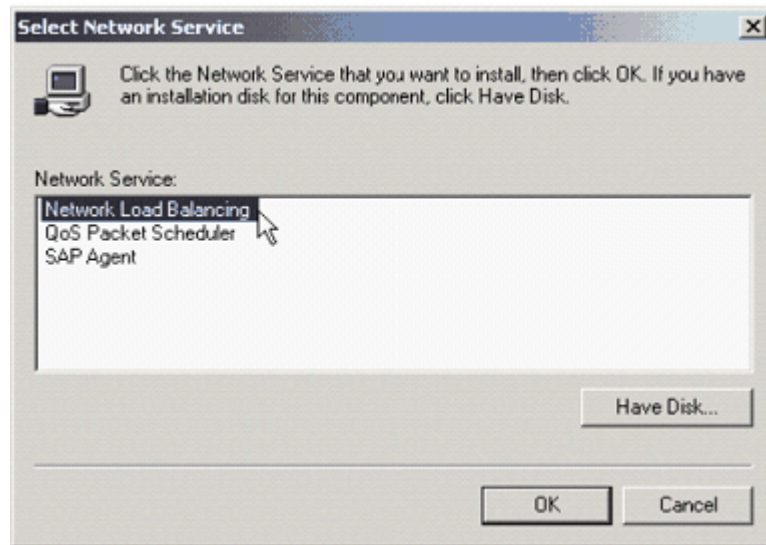 Select Network Service
Click the Network Service that you want to install, then click OK. If you have
an installation disk for this component, click Have Disk.
Network Service:
Network Load Balancing
QoS Packet Scheduler
SAP Agent
Have Disk...
OK
Cancel